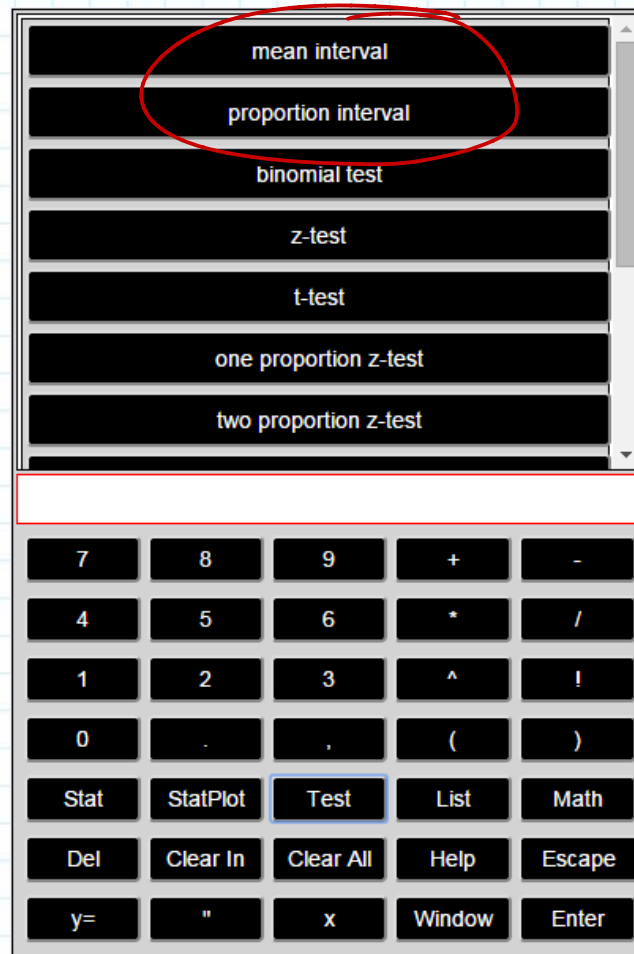 mean interval
proportion interval
binomial test
z-test
t-test
one proportion z-test
two proportion z-test
7 8 9 + -
4 5 6 * /
1 2 3 ^ !
0 . , ( )
Stat StatPlot Test List Math
Del Clear In Clear All Help Escape
y= " x Window Enter